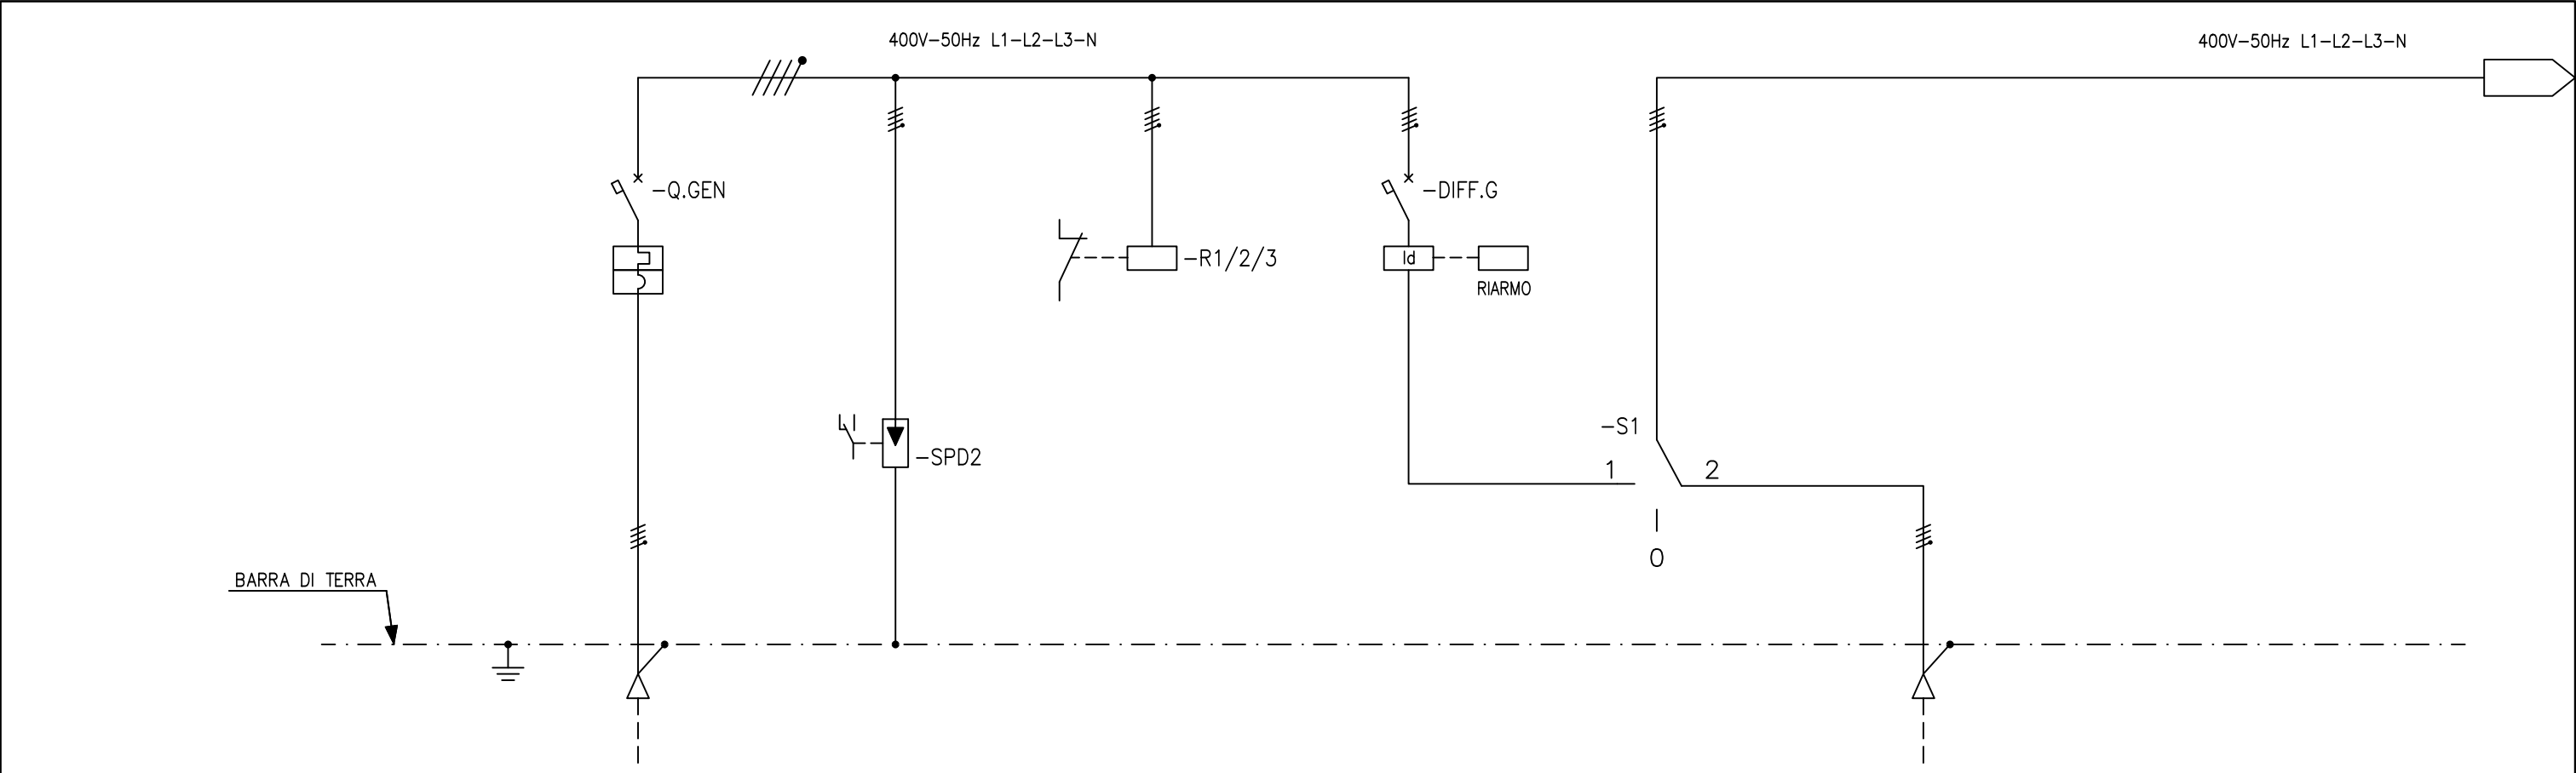 400V-50Hz L1-L2-L3-N
400V-50Hz L1-L2-L3-N
-Q.GEN
-DIFF.G
-R1/2/3
Id
RIARMO
-S1
-SPD2
1
2
0
BARRA DI TERRA